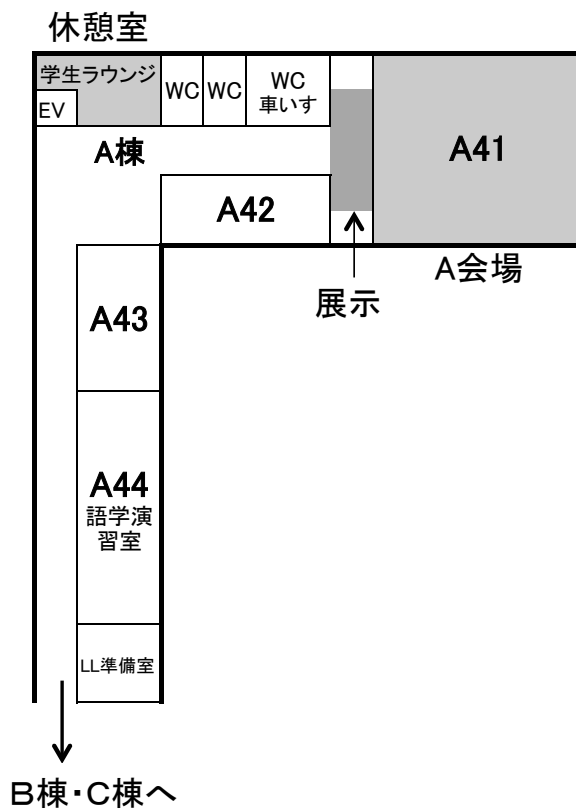 休憩室
学生ラウンジ
EV
WC
WC
WC
車いす
A41
A棟
A42
A会場
展示
A43
A44
語学演
習室
LL準備室
B棟・C棟へ